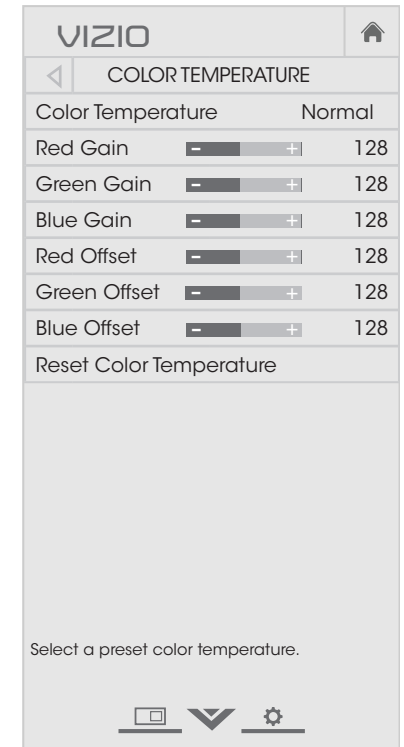 VIZIO
COLOR TEMPERATURE
Color Temperature Normal
Red Gain - + 128
Green Gain - + 128
Blue Gain - + 128
Red Offset - + 128
Green Offset - + 128
Blue Offset - + 128
Reset Color Temperature
Select a preset color temperature.